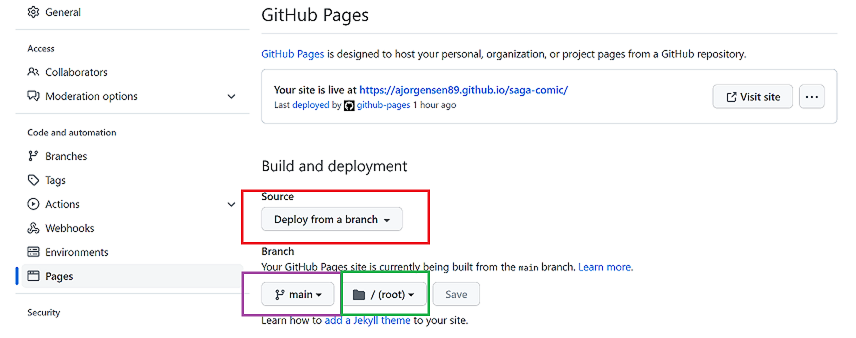 General
Access
Collaborators
Moderation options
Code and automation
Branches
Tags
Actions
Webhooks
Environments
Pages
Security
GitHub Pages
GitHub Pages is designed to host your personal, organization, or project pages from a GitHub repository.
Your site is live at https://ajorgensen89.github.io/saga-comic/
Last deployed by github-pages 1 hour ago
Visit site
Build and deployment
Source
Deploy from a branch
Branch
Your GitHub Pages site is currently being built from the main branch. Learn more.
main / (root) Save
Learn how to add a Jekyll theme to your site.